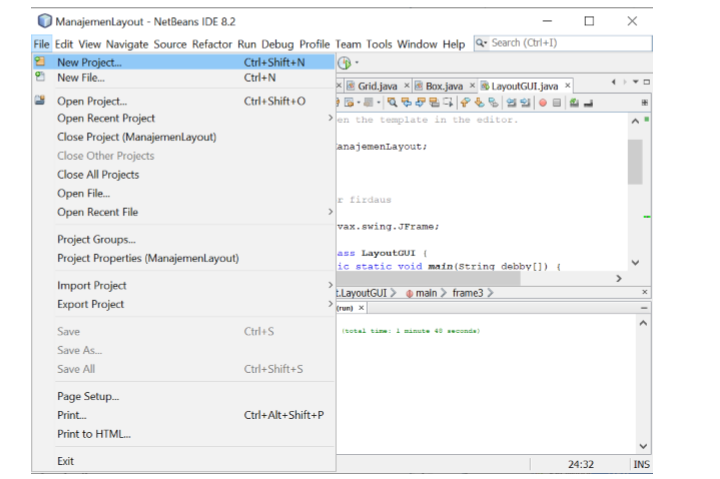 ManajemenLayout - NetBeans IDE 8.2
File Edit View Navigate Source Refactor Run Debug Profile Team Tools Window Help Search (Ctrl+I)
New Project... Ctrl+Shift+N
New File... Ctrl+N
Open Project... Ctrl+Shift+O
Open Recent Project
Close Project (ManajemenLayout)
Close Other Projects
Close All Projects
Open File...
Open Recent File
Project Groups...
Project Properties (ManajemenLayout)
Import Project
Export Project
Save Ctrl+S
Save As...
Save All Ctrl+Shift+S
Page Setup...
Print... Ctrl+Alt+Shift+P
Print to HTML...
Exit
Grid.java Box.java LayoutGUI.java
en the template in the editor.
anajemenLayout;
r firdaus
vax.swing.JFrame;
ass LayoutGUI {
ic static void main(String debby[]) {
t.LayoutGUI main frame3
(run)
(total time: 1 minute 48 seconds)
24:32 INS